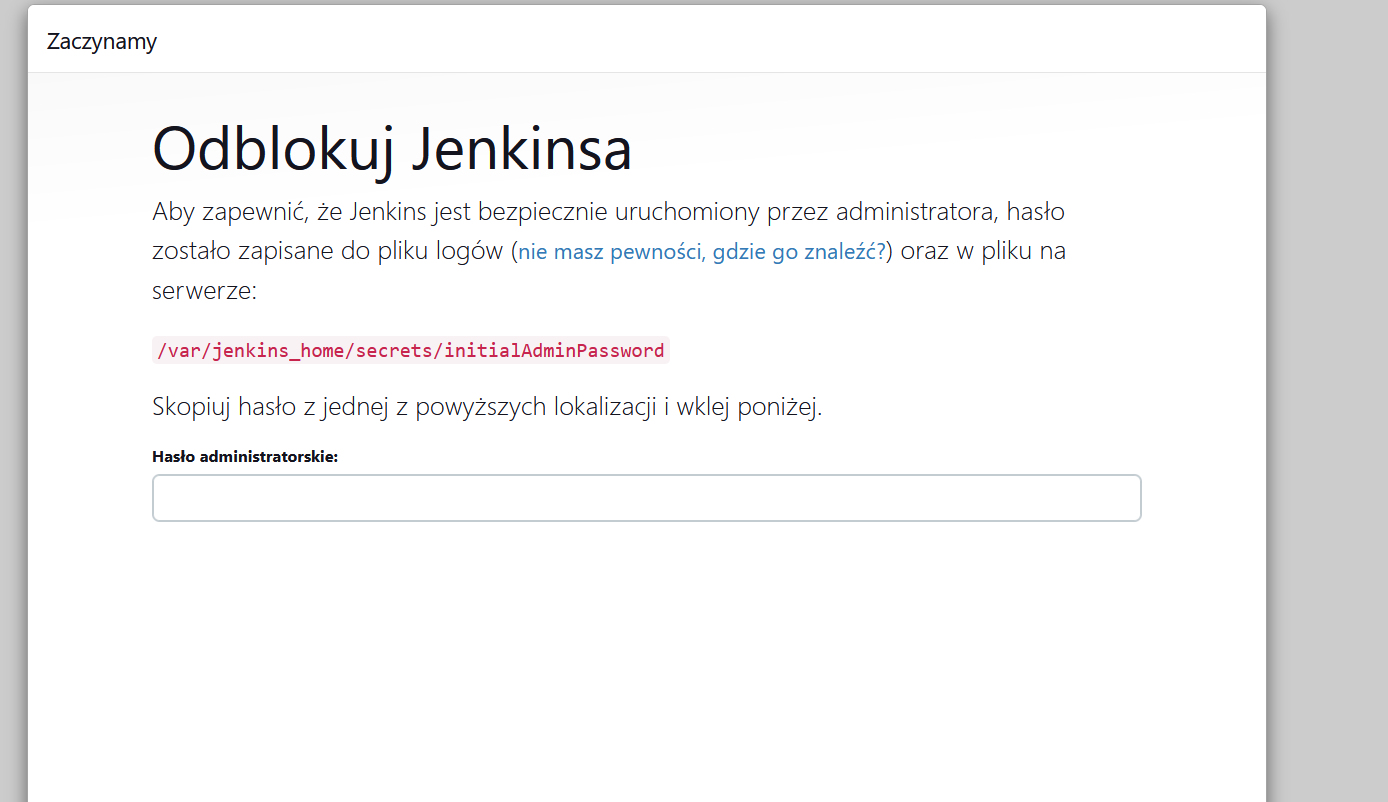 Zaczynamy
Odblokuj Jenkinsa
Aby zapewnić, że Jenkins jest bezpiecznie uruchomiony przez administratora, hasło
zostało zapisane do pliku logów (nie masz pewności, gdzie go znaleźć?) oraz w pliku na
serwerze:
/var/jenkins_home/secrets/initialAdminPassword
Skopiuj hasło z jednej z powyższych lokalizacji i wklej poniżej.
Hasło administratorskie: